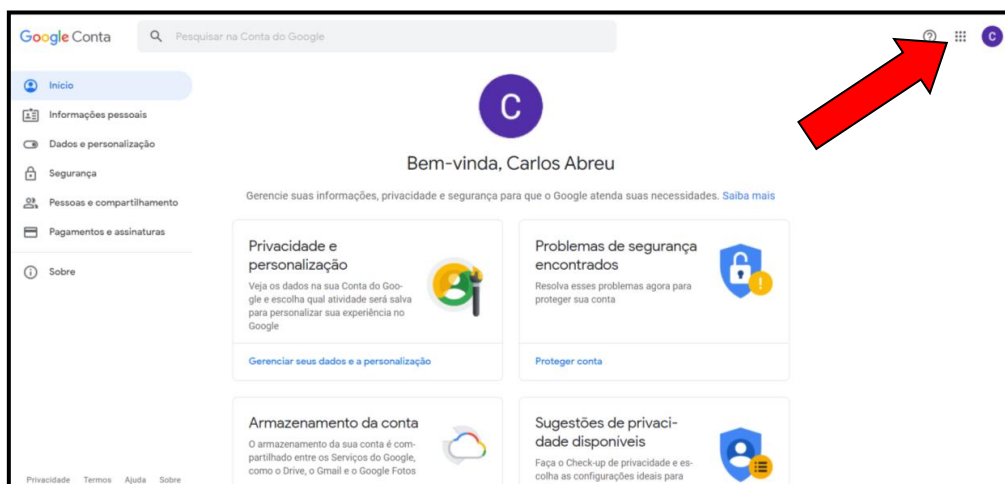 Google Conta
Pesquisar na Conta do Google
C
Início
Informações pessoais
Dados e personalização
Segurança
Pessoas e compartilhamento
Pagamentos e assinaturas
Sobre
C
Bem-vinda, Carlos Abreu
Gerencie suas informações, privacidade e segurança para que o Google atenda suas necessidades. Saiba mais
Privacidade e
personalização
Veja os dados na sua Conta do Goo-
gle e escolha qual atividade será salva
para personalizar sua experiência no
Google
Gerenciar seus dados e a personalização
Problemas de segurança
encontrados
Resolva esses problemas agora para
proteger sua conta
Proteger conta
Armazenamento da conta
O armazenamento da sua conta é com-
partilhado entre os Serviços do Google,
como o Drive, o Gmail e o Google Fotos
Sugestões de privaci-
dade disponíveis
Faça o Check-up de privacidade e es-
colha as configurações ideais para
Privacidade Termos Ajuda Sobre